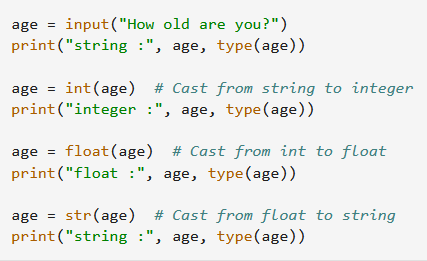 age = input("How old are you?")
print("string :", age, type(age))
age = int(age)  # Cast from string to integer
print("integer :", age, type(age))
age = float(age)  # Cast from int to float
print("float :", age, type(age))
age = str(age)  # Cast from float to string
print("string :", age, type(age))